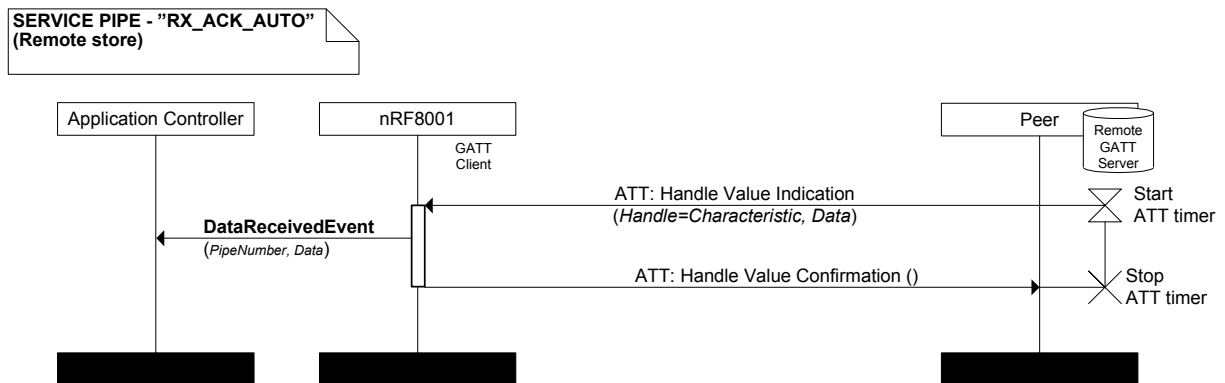 SERVICE PIPE - ”RX_ACK_AUTO”
(Remote store)
Application Controller
nRF8001
Peer
Remote
GATT
Server
GATT
Client
ATT: Handle Value Indication
(Handle=Characteristic, Data)
Start
ATT timer
DataReceivedEvent
(PipeNumber, Data)
ATT: Handle Value Confirmation ()
Stop
ATT timer